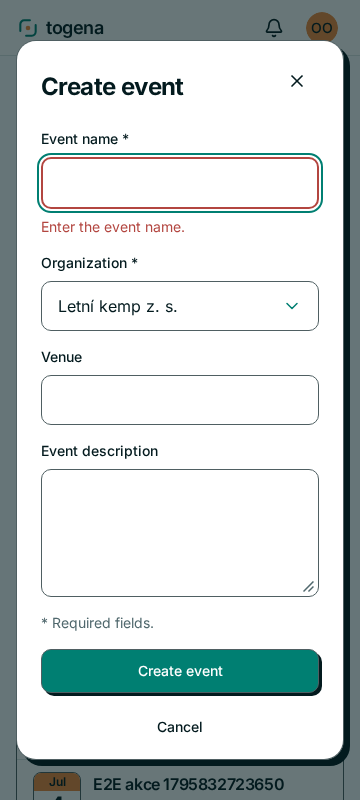 togena
OO
Create event
Event name *
Enter the event name.
Organization *
Letní kemp z. s.
Venue
Event description
* Required fields.
Create event
Cancel
Jul
E2E akce 1795832723650